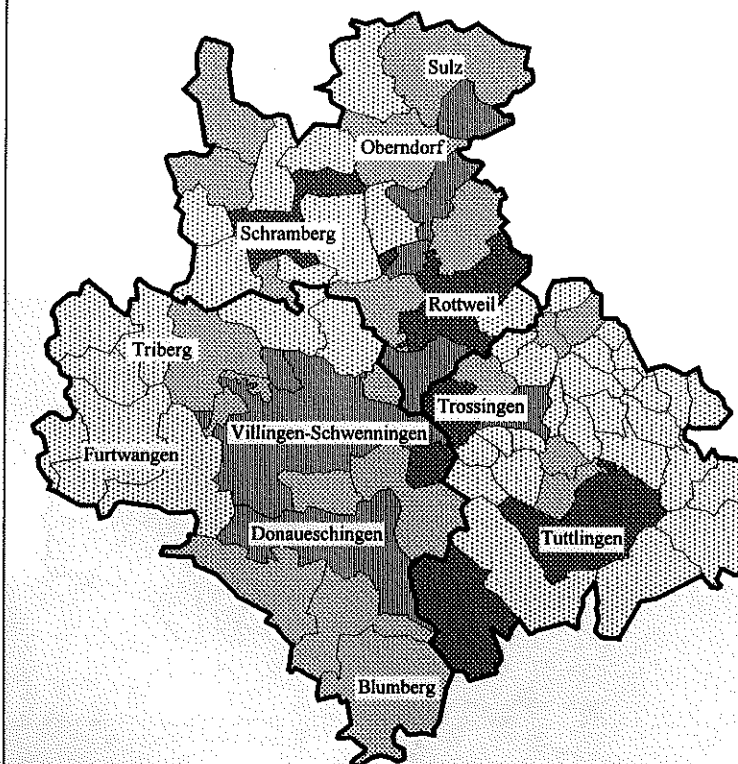 Sulz
Oberndorf
Schramberg
Rottweil
Triberg
Trossingen
Villingen-Schwenningen
Furtwangen
Donaueschingen
Tuttlingen
Blumberg